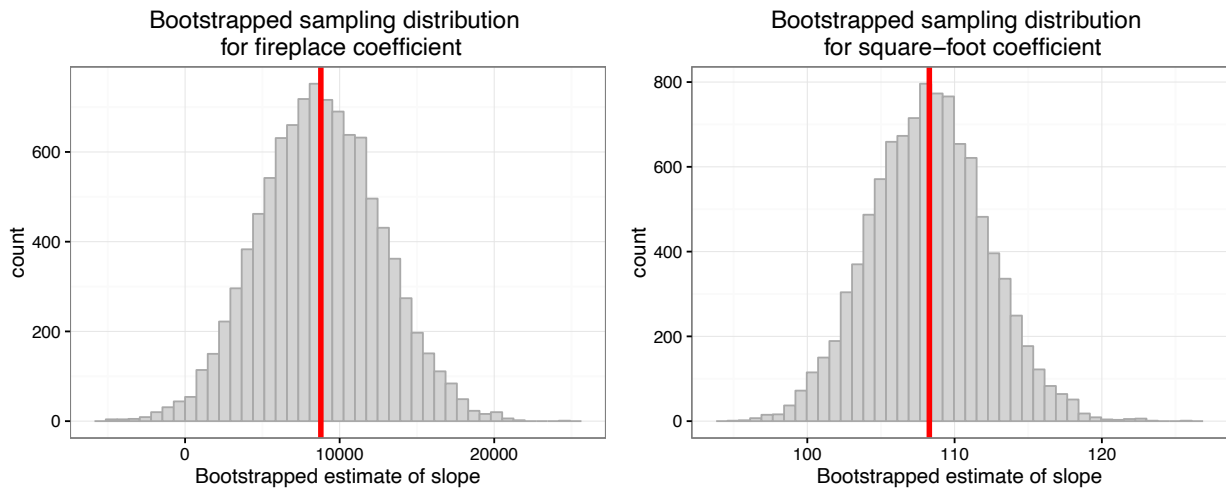 Bootstrapped sampling distribution
for fireplace coefficient
600
400
200
0
count
0 10000 20000
Bootstrapped estimate of slope
Bootstrapped sampling distribution
for square−foot coefficient
800
600
400
200
0
count
100 110 120
Bootstrapped estimate of slope